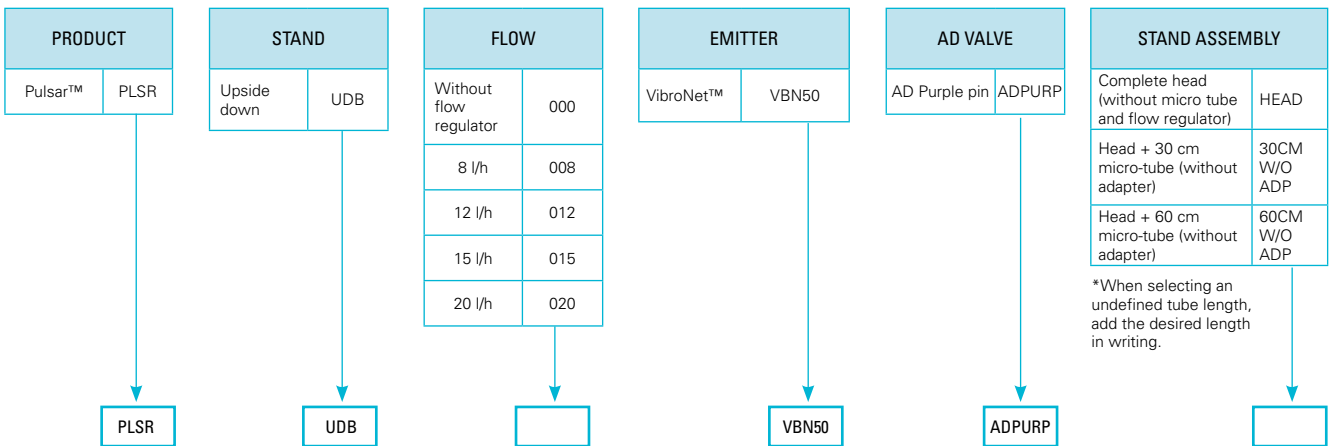 PRODUCT
Pulsar™ PLSR
STAND
Upside
down
UDB
FLOW
Without
flow
regulator
000
8 l/h 008
12 l/h 012
15 l/h 015
20 l/h 020
EMITTER
VibroNet™ VBN50
AD VALVE
AD Purple pin ADPURP
STAND ASSEMBLY
Complete head
(without micro tube
and flow regulator)
HEAD
Head + 30 cm
micro-tube (without
adapter)
30CM
W/O
ADP
Head + 60 cm
micro-tube (without
adapter)
60CM
W/O
ADP
*When selecting an
undefined tube length,
add the desired length
in writing.
PLSR UDB VBN50 ADPURP